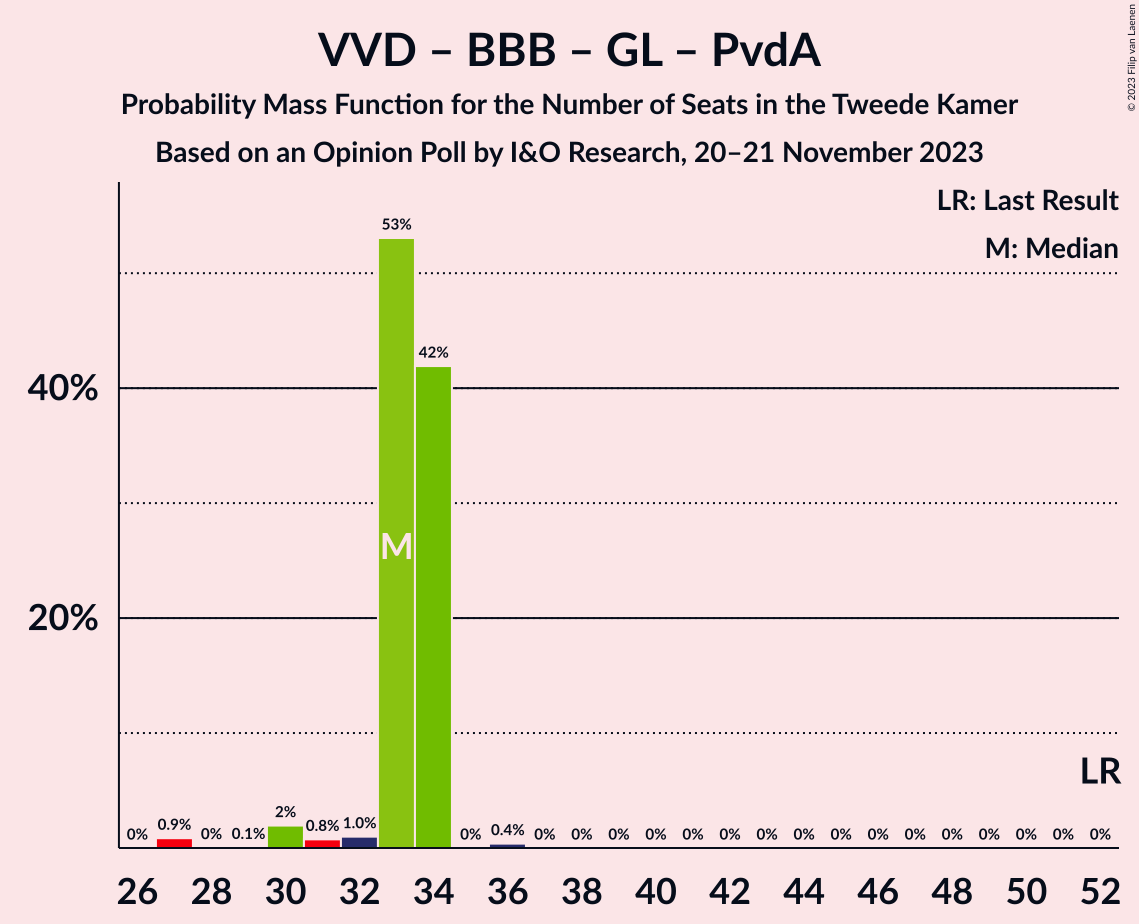 VVD – BBB – GL – PvdA
Probability Mass Function for the Number of Seats in the Tweede Kamer
Based on an Opinion Poll by I&O Research, 20–21 November 2023
© 2023 Filip van Laenen
LR: Last Result
M: Median
53%
42%
40%
M
20%
LR
0% 0.9% 0% 0.1% 2% 0.8% 1.0% 0% 0.4% 0% 0% 0% 0% 0% 0% 0% 0% 0% 0% 0% 0% 0% 0% 0% 0%
26 28 30 32 34 36 38 40 42 44 46 48 50 52